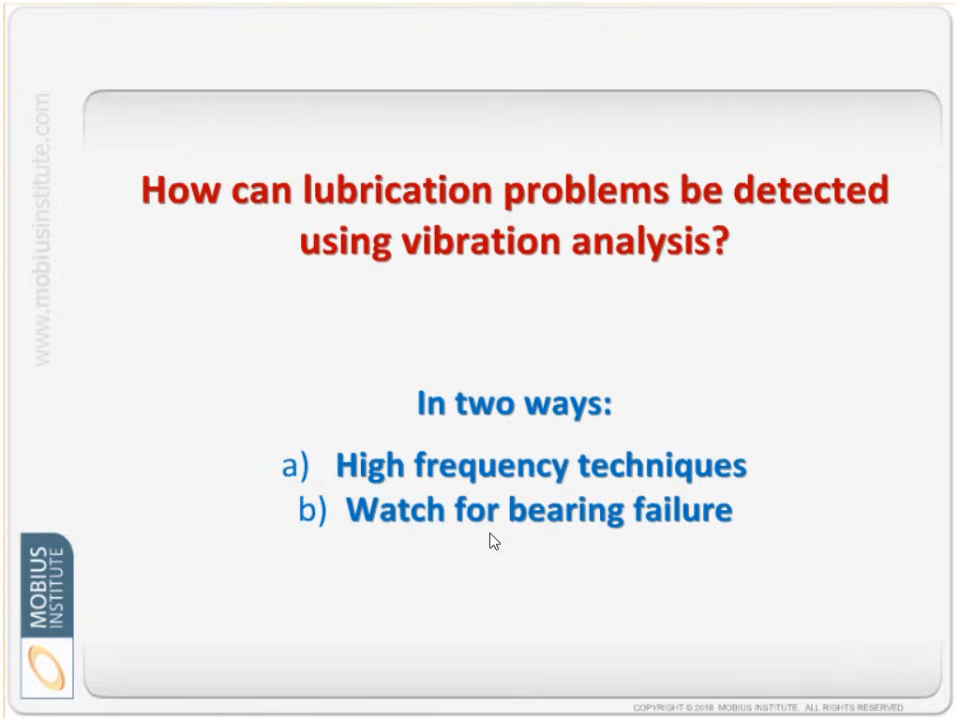 www.mobiusinstitute.com
How can lubrication problems be detected
using vibration analysis?
In two ways:
a) High frequency techniques
b) Watch for bearing failure
MOBIUS
INSTITUTE
COPYRIGHT © 2018 MOBIUS INSTITUTE. ALL RIGHTS RESERVED